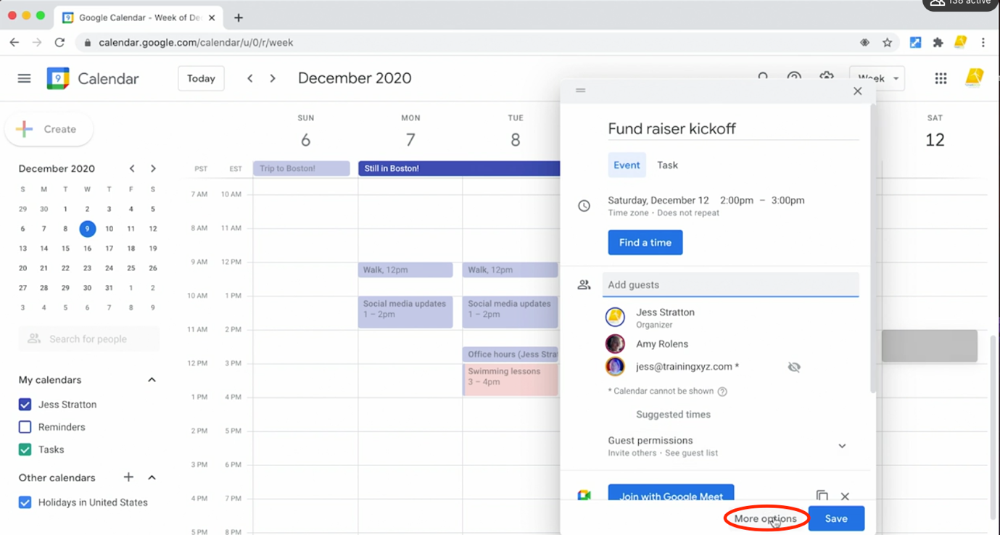 138 active
Google Calendar - Week of De
calendar.google.com/calendar/u/0/r/week
9
Calendar
Today
December 2020
Week
Create
SUN
MON
TUE
SAT
6
7
8
12
PST
EST
Trip to Boston!
Still in Boston!
December 2020
S M T W T F S
29 30 1 2 3 4 5
6 7 8 9 10 11 12
13 14 15 16 17 18 19
20 21 22 23 24 25 26
27 28 29 30 31 1 2
3 4 5 6 7 8 9
Search for people
My calendars
Jess Stratton
Reminders
Tasks
Other calendars
Holidays in United States
7 AM 10 AM
8 AM 11 AM
9 AM 12 PM
10 AM 1 PM
11 AM 2 PM
12 PM 3 PM
1 PM 4 PM
2 PM 5 PM
3 PM 6 PM
4 PM 7 PM
5 PM 8 PM
Walk, 12pm
Walk, 12pm
Social media updates
1 – 2pm
Social media updates
1 – 2pm
Office hours (Jess Strat
Swimming lessons
3 – 4pm
Fund raiser kickoff
Event
Task
Saturday, December 12 2:00pm – 3:00pm
Time zone · Does not repeat
Find a time
Add guests
Jess Stratton
Organizer
Amy Rolens
jess@trainingxyz.com *
* Calendar cannot be shown
Suggested times
Guest permissions
Invite others · See guest list
Join with Google Meet
More options
Save